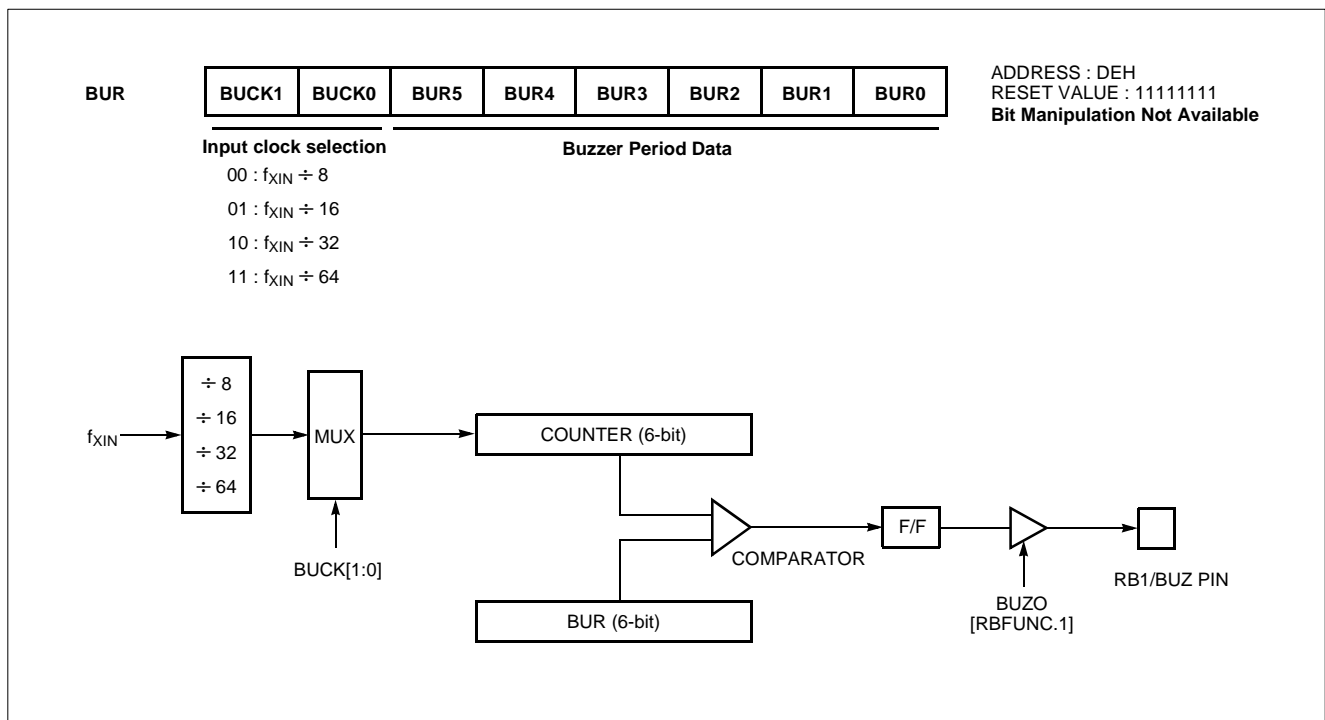 BUR
BUCK1 BUCK0 BUR5 BUR4 BUR3 BUR2 BUR1 BUR0
ADDRESS : DEH
RESET VALUE : 11111111
Bit Manipulation Not Available
Input clock selection
Buzzer Period Data
00 : fXIN ÷ 8
01 : fXIN ÷ 16
10 : fXIN ÷ 32
11 : fXIN ÷ 64
fXIN
÷ 8
÷ 16
÷ 32
÷ 64
MUX
BUCK[1:0]
COUNTER (6-bit)
BUR (6-bit)
COMPARATOR
F/F
BUZO
[RBFUNC.1]
RB1/BUZ PIN